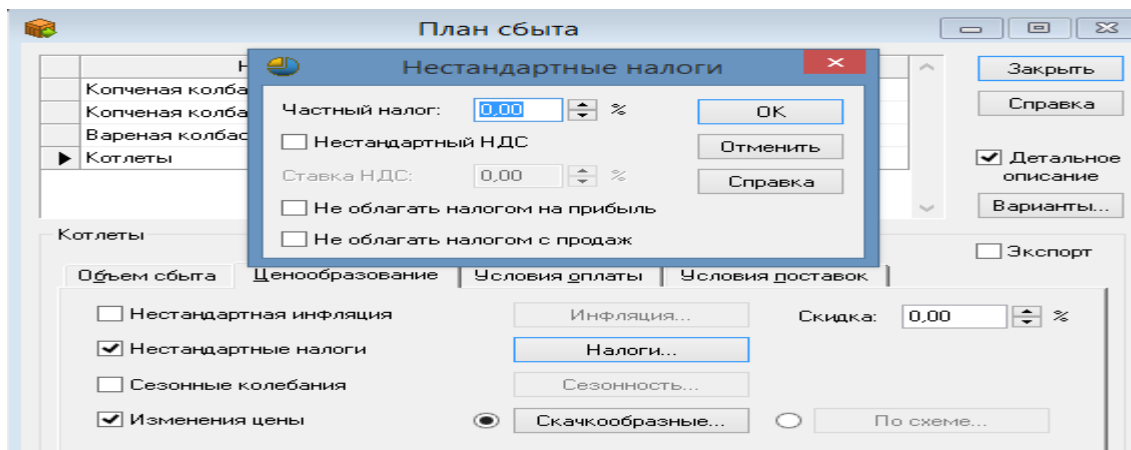 План сбыта
Н
Закрыть
Копченая колба
Копченая колба
Справка
Вареная колбас
Котлеты
Детальное
описание
Варианты...
Нестандартные налоги
Частный налог: 0,00 %
ОК
Нестандартный НДС
Отменить
Ставка НДС: 0,00 %
Справка
Не облагать налогом на прибыль
Не облагать налогом с продаж
Котлеты
Экспорт
Объем сбыта Ценообразование Условия оплаты Условия поставок
Нестандартная инфляция Инфляция... Скидка: 0,00 %
Нестандартные налоги Налоги...
Сезонные колебания Сезонность...
Изменения цены Скачкообразные... По схеме...